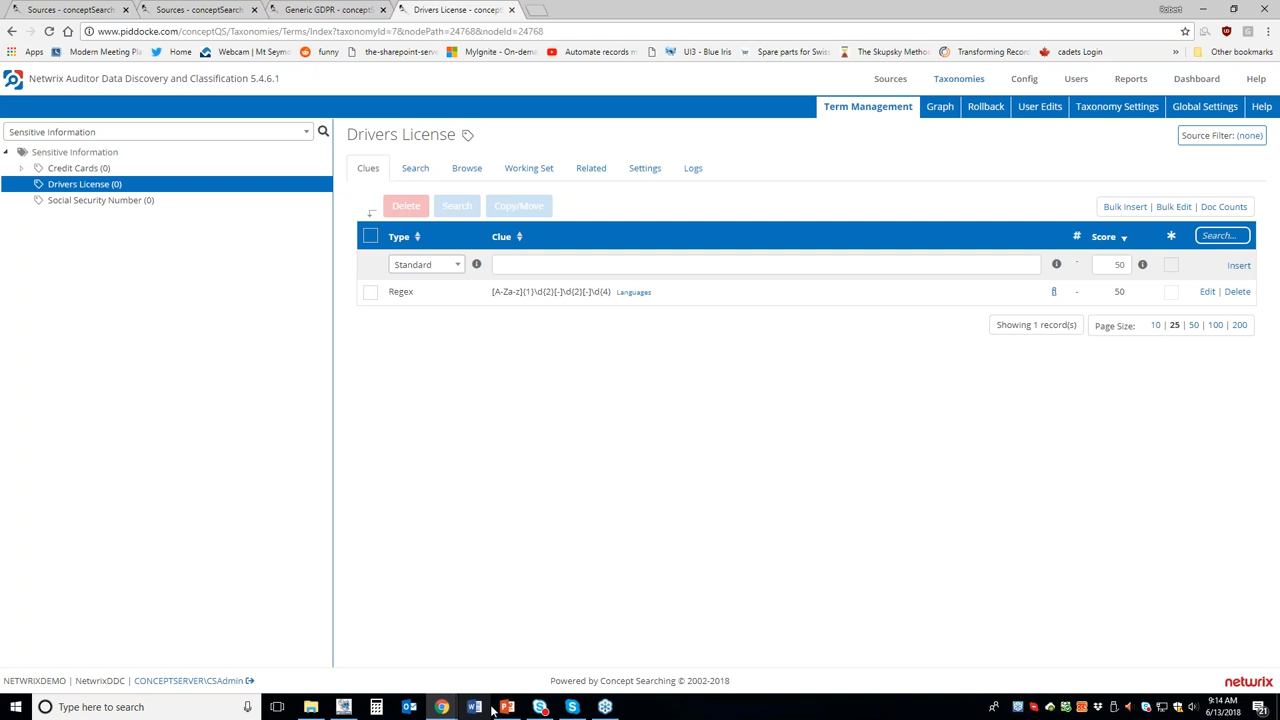 Sources - conceptSearch
Sources - conceptSearch
Generic GDPR - conceptS
Drivers License - concept
Robert
www.piddocke.com/conceptQS/Taxonomies/Terms/Index?taxonomyId=7&nodePath=24768&nodeId=24768
Apps
Modern Meeting Pla
Home
Webcam | Mt Seymo
funny
the-sharepoint-serve
MyIgnite - On-dema
Automate records m
UI3 - Blue Iris
Spare parts for Swiss
The Skupsky Metho
Transforming Recor
cadets Login
Other bookmarks
Netwrix Auditor Data Discovery and Classification 5.4.6.1
Sources
Taxonomies
Config
Users
Reports
Dashboard
Help
Term Management
Graph
Rollback
User Edits
Taxonomy Settings
Global Settings
Help
Sensitive Information
Drivers License
Source Filter: (none)
Sensitive Information
Credit Cards (0)
Drivers License (0)
Social Security Number (0)
Clues
Search
Browse
Working Set
Related
Settings
Logs
Delete
Search
Copy/Move
Bulk Insert | Bulk Edit | Doc Counts
Type
Clue
#
Score
*
Search...
Standard
-
50
Insert
Regex
[A-Za-z]{1}\d{2}[-]\d{2}[-]\d{4}
Languages
-
50
Edit | Delete
Showing 1 record(s)
Page Size: 10 | 25 | 50 | 100 | 200
NETWRIXDEMO | NetwrixDDC | CONCEPTSERVER\CSAdmin
Powered by Concept Searching © 2002-2018
netwrix
Type here to search
9:14 AM
6/13/2018
21